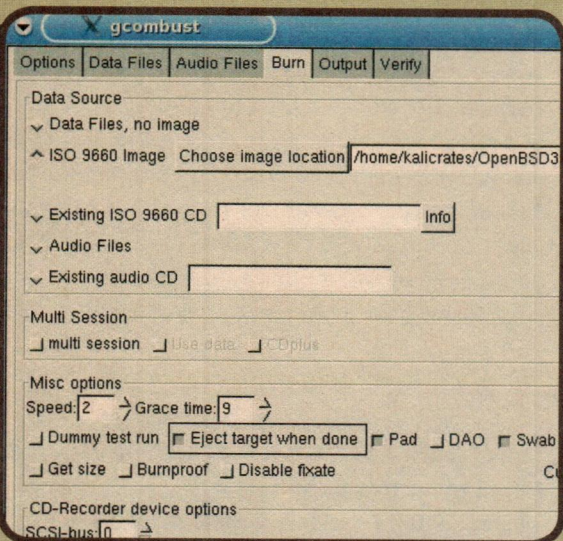 gcombust
Options Data Files Audio Files Burn Output Verify
Data Source
Data Files, no image
ISO 9660 Image Choose image location /home/kalicrates/OpenBSD3
Existing ISO 9660 CD Info
Audio Files
Existing audio CD
Multi Session
multi session Use data CDplus
Misc options
Speed: 2 Grace time: 9
Dummy test run Eject target when done Pad DAO Swab
Get size Burnproof Disable fixate Cu
CD-Recorder device options
SCSI-bus: 0